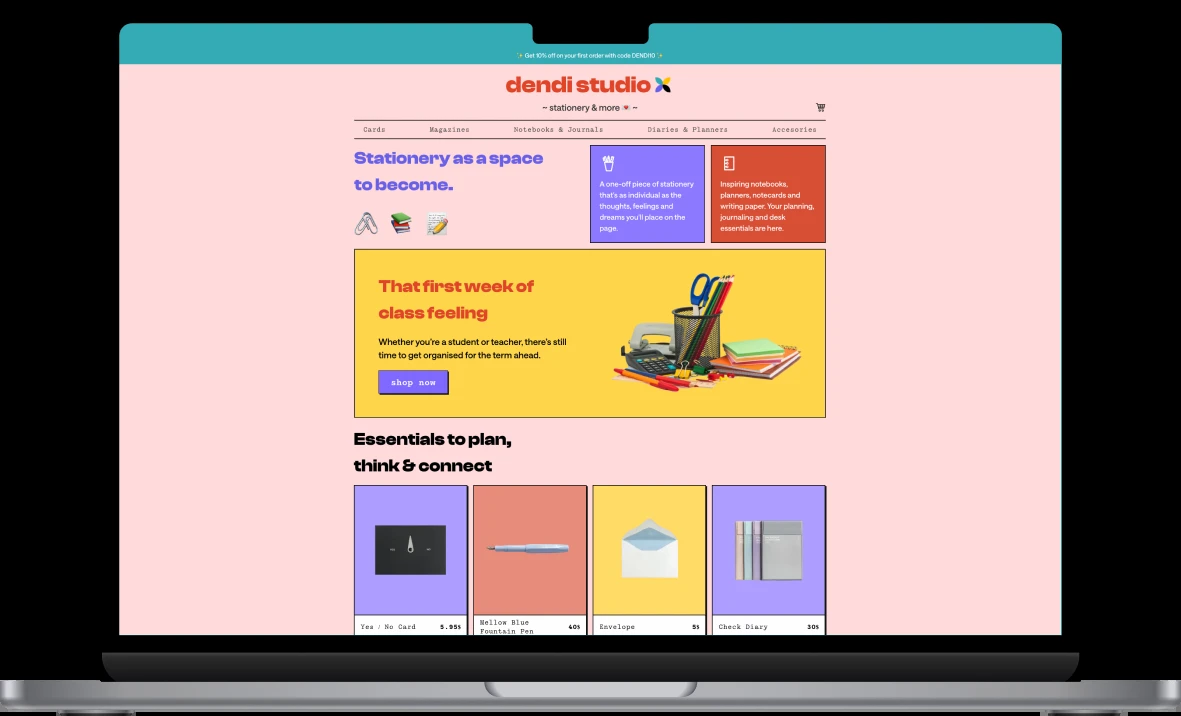 ✨ Get 10% off on your first order with code DENDI10 ✨
dendi studio
~ stationery & more 💌 ~
Cards Magazines Notebooks & Journals Diaries & Planners Accesories
Stationery as a space
to become.
A one-off piece of stationery
that's as individual as the
thoughts, feelings and
dreams you'll place on the
page.
Inspiring notebooks,
planners, notecards and
writing paper. Your planning,
journaling and desk
essentials are here.
That first week of
class feeling
Whether you're a student or teacher, there's still
time to get organised for the term ahead.
shop now
Essentials to plan,
think & connect
Yes / No Card 5.95$
Mellow Blue
Fountain Pen 40$
Envelope 5$
Check Diary 30$